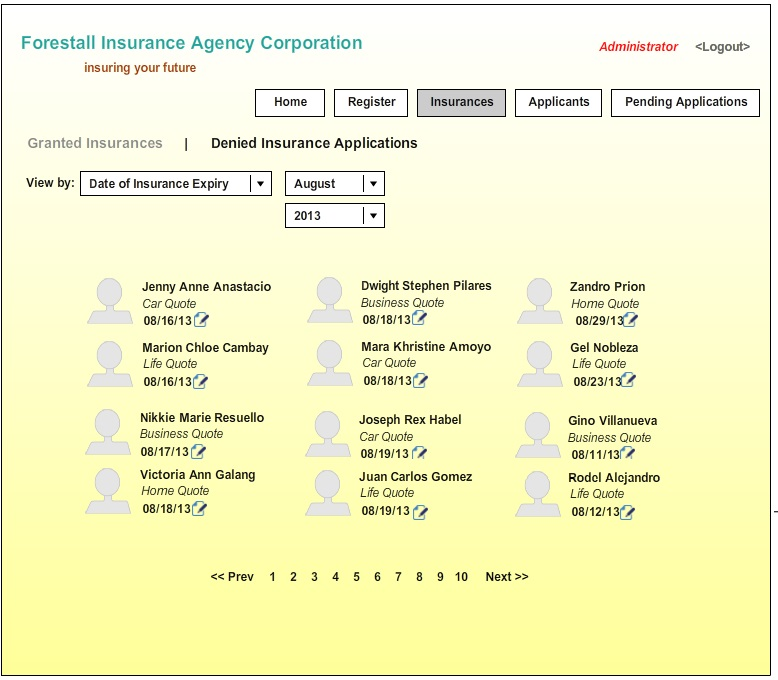 Forestall Insurance Agency Corporation
Administrator <Logout>
insuring your future
Home Register Insurances Applicants Pending Applications
Granted Insurances | Denied Insurance Applications
View by: Date of Insurance Expiry August
2013
Jenny Anne Anastacio
Car Quote
08/16/13
Dwight Stephen Pilares
Business Quote
08/18/13
Zandro Prion
Home Quote
08/29/13
Marion Chloe Cambay
Life Quote
08/16/13
Mara Khristine Amoyo
Car Quote
08/18/13
Gel Nobleza
Life Quote
08/23/13
Nikkie Marie Resuello
Business Quote
08/17/13
Joseph Rex Habel
Car Quote
08/19/13
Gino Villanueva
Business Quote
08/11/13
Victoria Ann Galang
Home Quote
08/18/13
Juan Carlos Gomez
Life Quote
08/19/13
Rodel Alejandro
Life Quote
08/12/13
<< Prev 1 2 3 4 5 6 7 8 9 10 Next >>